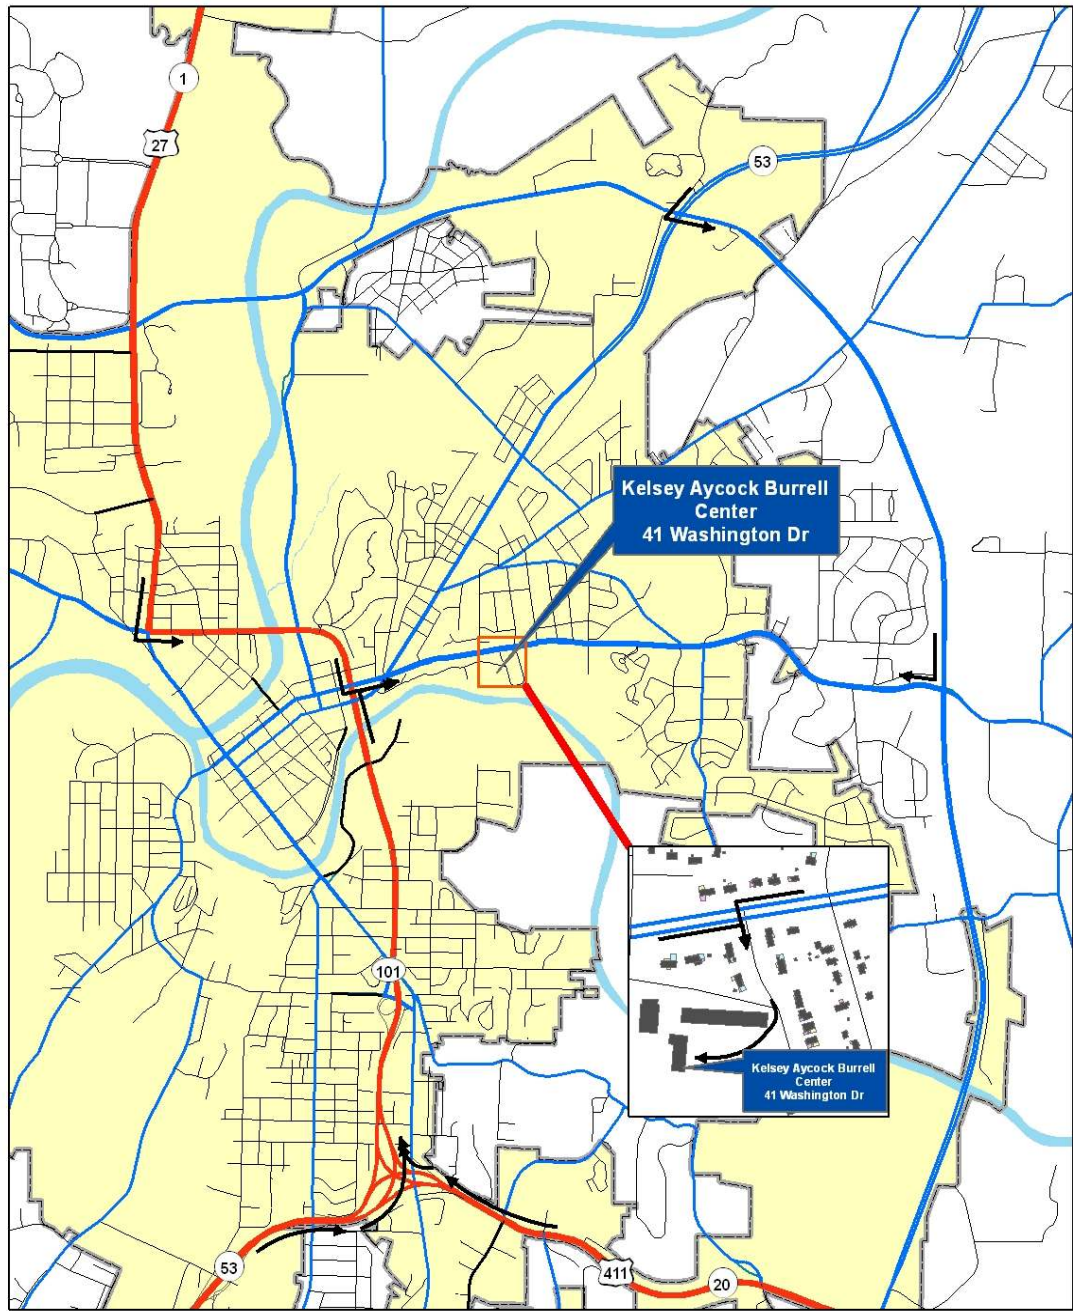 1
27
53
Kelsey Aycock Burrell
Center
41 Washington Dr
101
Kelsey Aycock Burrell
Center
41 Washington Dr
53
411
20